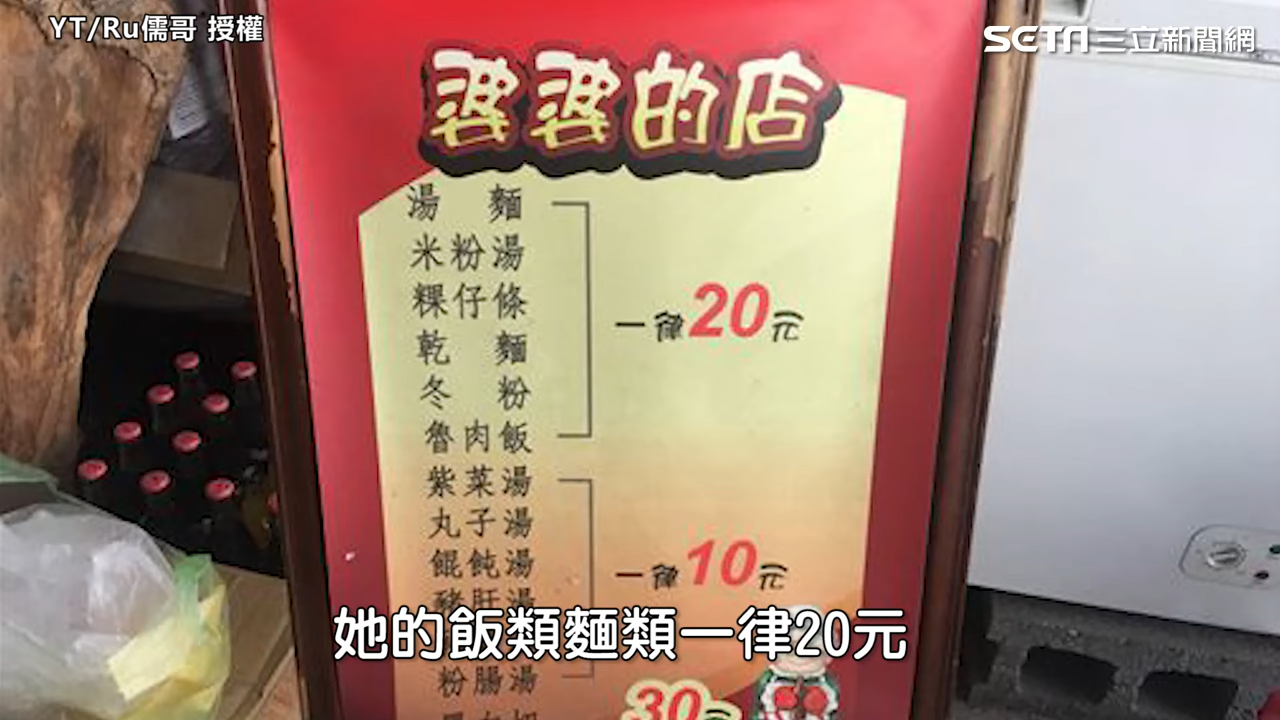 YT/Ru儒哥 授權
SETN三立新聞網
婆婆的店
湯 麵
米粉湯
粿仔條
乾 麵
冬 粉
魯肉飯
一律20元
紫菜湯
丸子湯
餛飩湯
豬肝湯
一律10元
她的飯類麵類一律20元
粉腸湯
30元